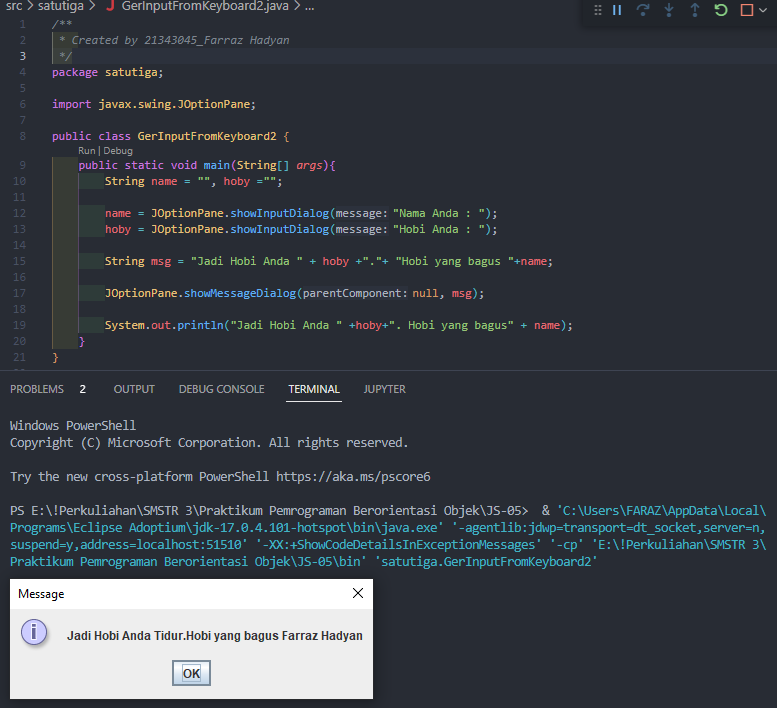 src > satutiga > J GerInputFromKeyboard2.java > ...
1 /**
2 * Created by 21343045_Farraz Hadyan
3 */
4 package satutiga;
5
6 import javax.swing.JOptionPane;
7
8 public class GerInputFromKeyboard2 {
Run | Debug
9 public static void main(String[] args){
10 String name = "", hoby ="";
11
12 name = JOptionPane.showInputDialog(message:"Nama Anda : ");
13 hoby = JOptionPane.showInputDialog(message:"Hobi Anda : ");
14
15 String msg = "Jadi Hobi Anda " + hoby +"."+ "Hobi yang bagus "+name;
16
17 JOptionPane.showMessageDialog(parentComponent:null, msg);
18
19 System.out.println("Jadi Hobi Anda " +hoby+". Hobi yang bagus" + name);
20 }
21 }
PROBLEMS 2 OUTPUT DEBUG CONSOLE TERMINAL JUPYTER
Windows PowerShell
Copyright (C) Microsoft Corporation. All rights reserved.
Try the new cross-platform PowerShell https://aka.ms/pscore6
PS E:\!Perkuliahan\SMSTR 3\Praktikum Pemrograman Berorientasi Objek\JS-05> & 'C:\Users\FARAZ\AppData\Local\
Programs\Eclipse Adoptium\jdk-17.0.4.101-hotspot\bin\java.exe' '-agentlib:jdwp=transport=dt_socket,server=n,
suspend=y,address=localhost:51510' '-XX:+ShowCodeDetailsInExceptionMessages' '-cp' 'E:\!Perkuliahan\SMSTR 3\
Praktikum Pemrograman Berorientasi Objek\JS-05\bin' 'satutiga.GerInputFromKeyboard2'
Message
Jadi Hobi Anda Tidur.Hobi yang bagus Farraz Hadyan
OK